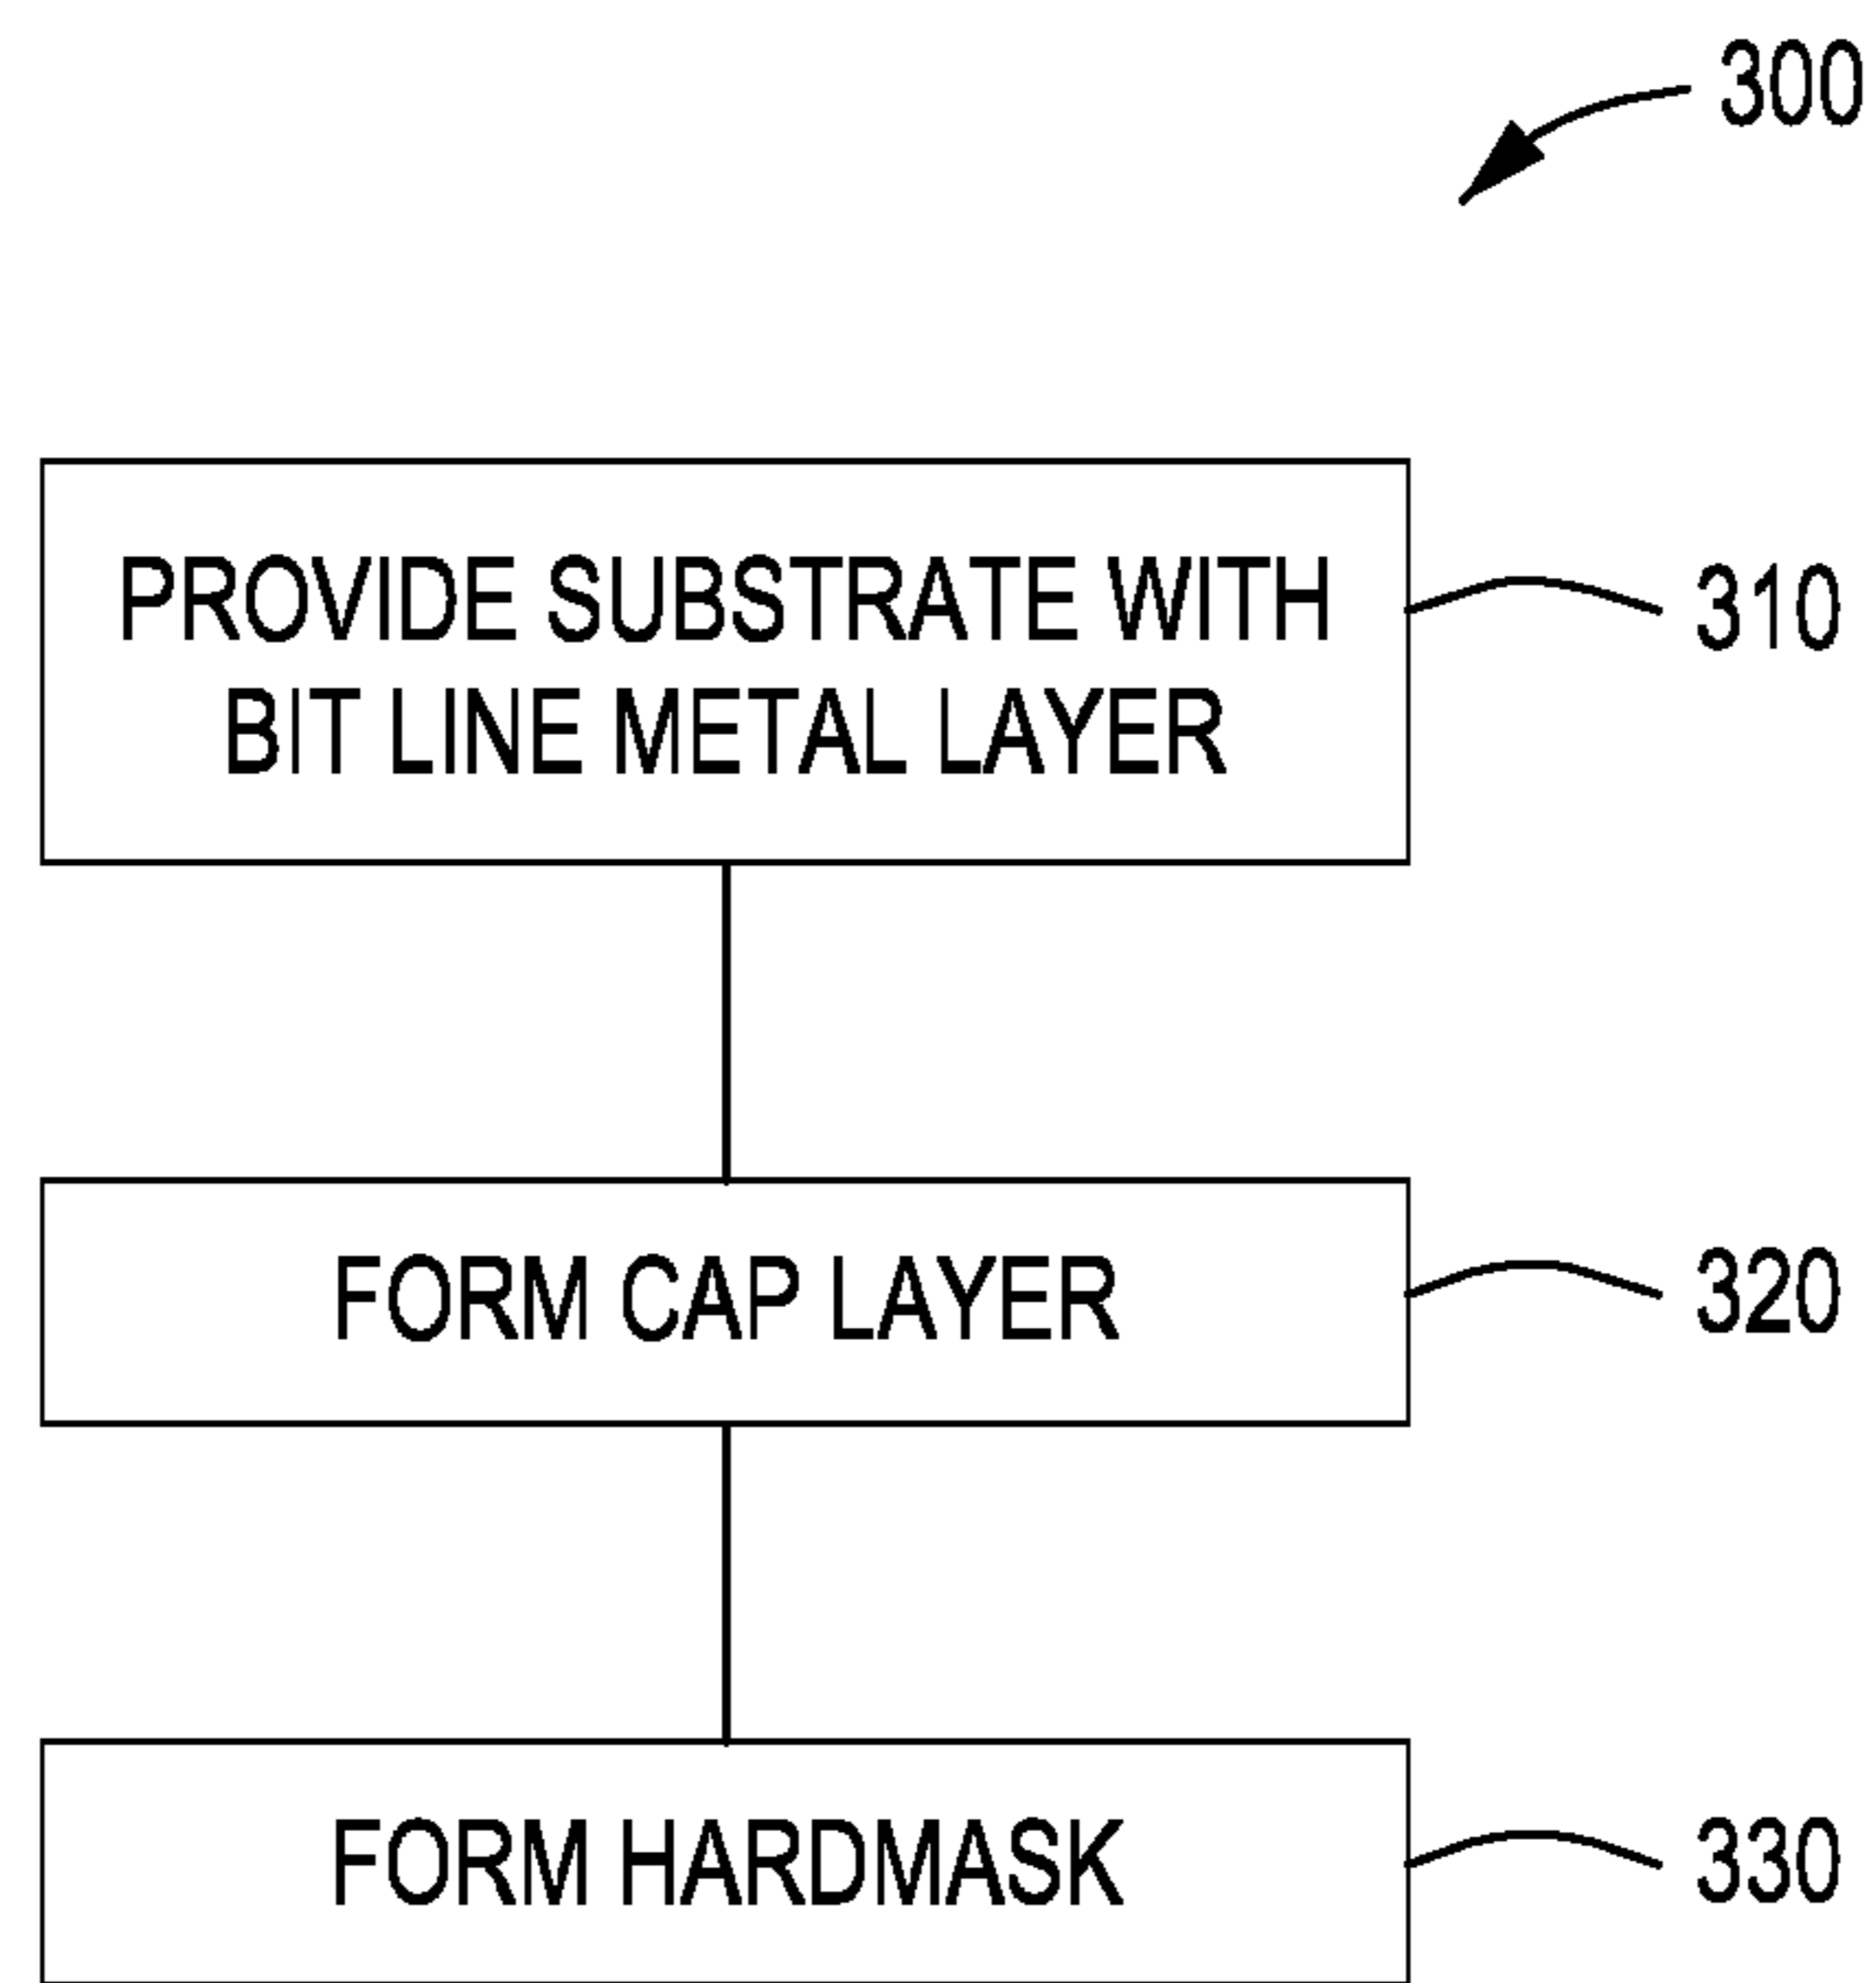 300
PROVIDE SUBSTRATE WITH
BIT LINE METAL LAYER
310
FORM CAP LAYER
320
FORM HARDMASK
330